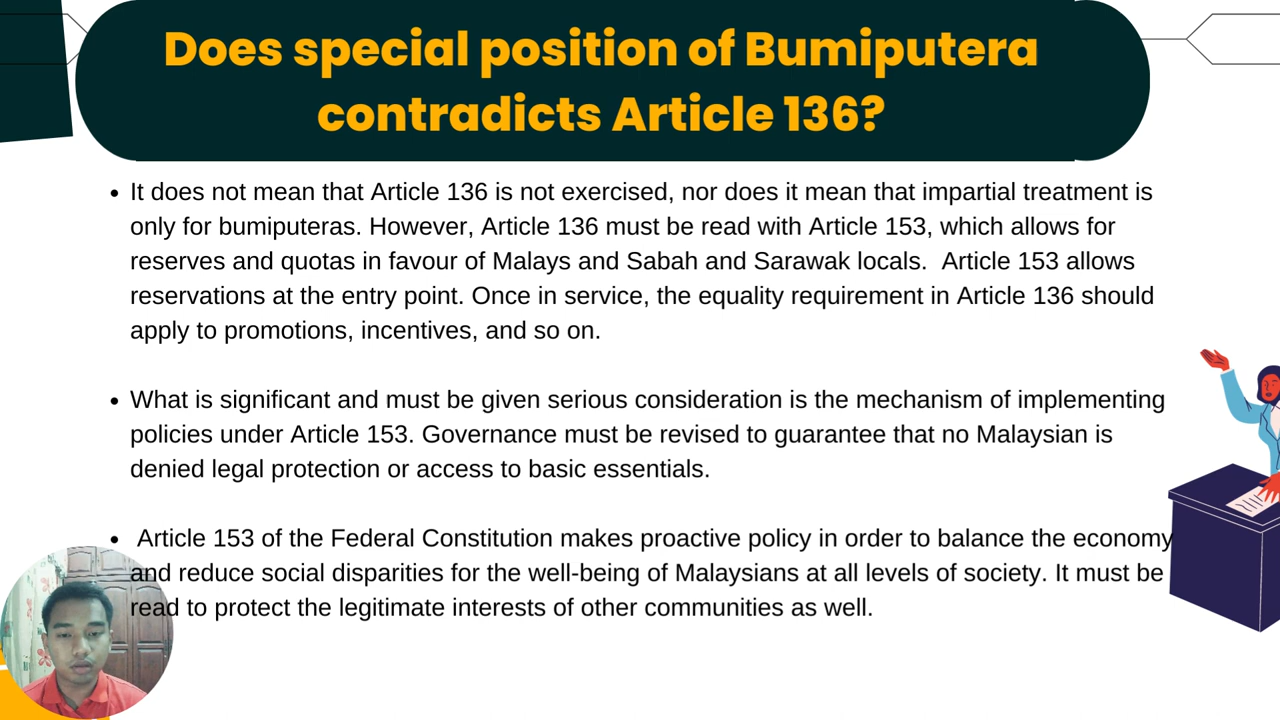 Does special position of Bumiputera
contradicts Article 136?
• It does not mean that Article 136 is not exercised, nor does it mean that impartial treatment is
only for bumiputeras. However, Article 136 must be read with Article 153, which allows for
reserves and quotas in favour of Malays and Sabah and Sarawak locals.  Article 153 allows
reservations at the entry point. Once in service, the equality requirement in Article 136 should
apply to promotions, incentives, and so on.
• What is significant and must be given serious consideration is the mechanism of implementing
policies under Article 153. Governance must be revised to guarantee that no Malaysian is
denied legal protection or access to basic essentials.
• Article 153 of the Federal Constitution makes proactive policy in order to balance the economy
and reduce social disparities for the well-being of Malaysians at all levels of society. It must be
read to protect the legitimate interests of other communities as well.